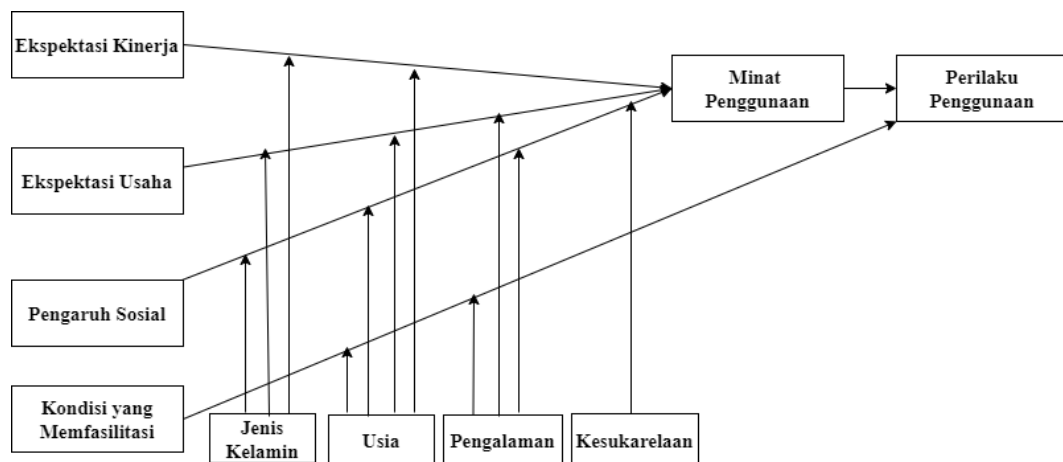 Ekspektasi Kinerja
Minat
Penggunaan
Perilaku
Penggunaan
Ekspektasi Usaha
Pengaruh Sosial
Kondisi yang
Memfasilitasi
Jenis
Kelamin
Usia
Pengalaman
Kesukarelaan